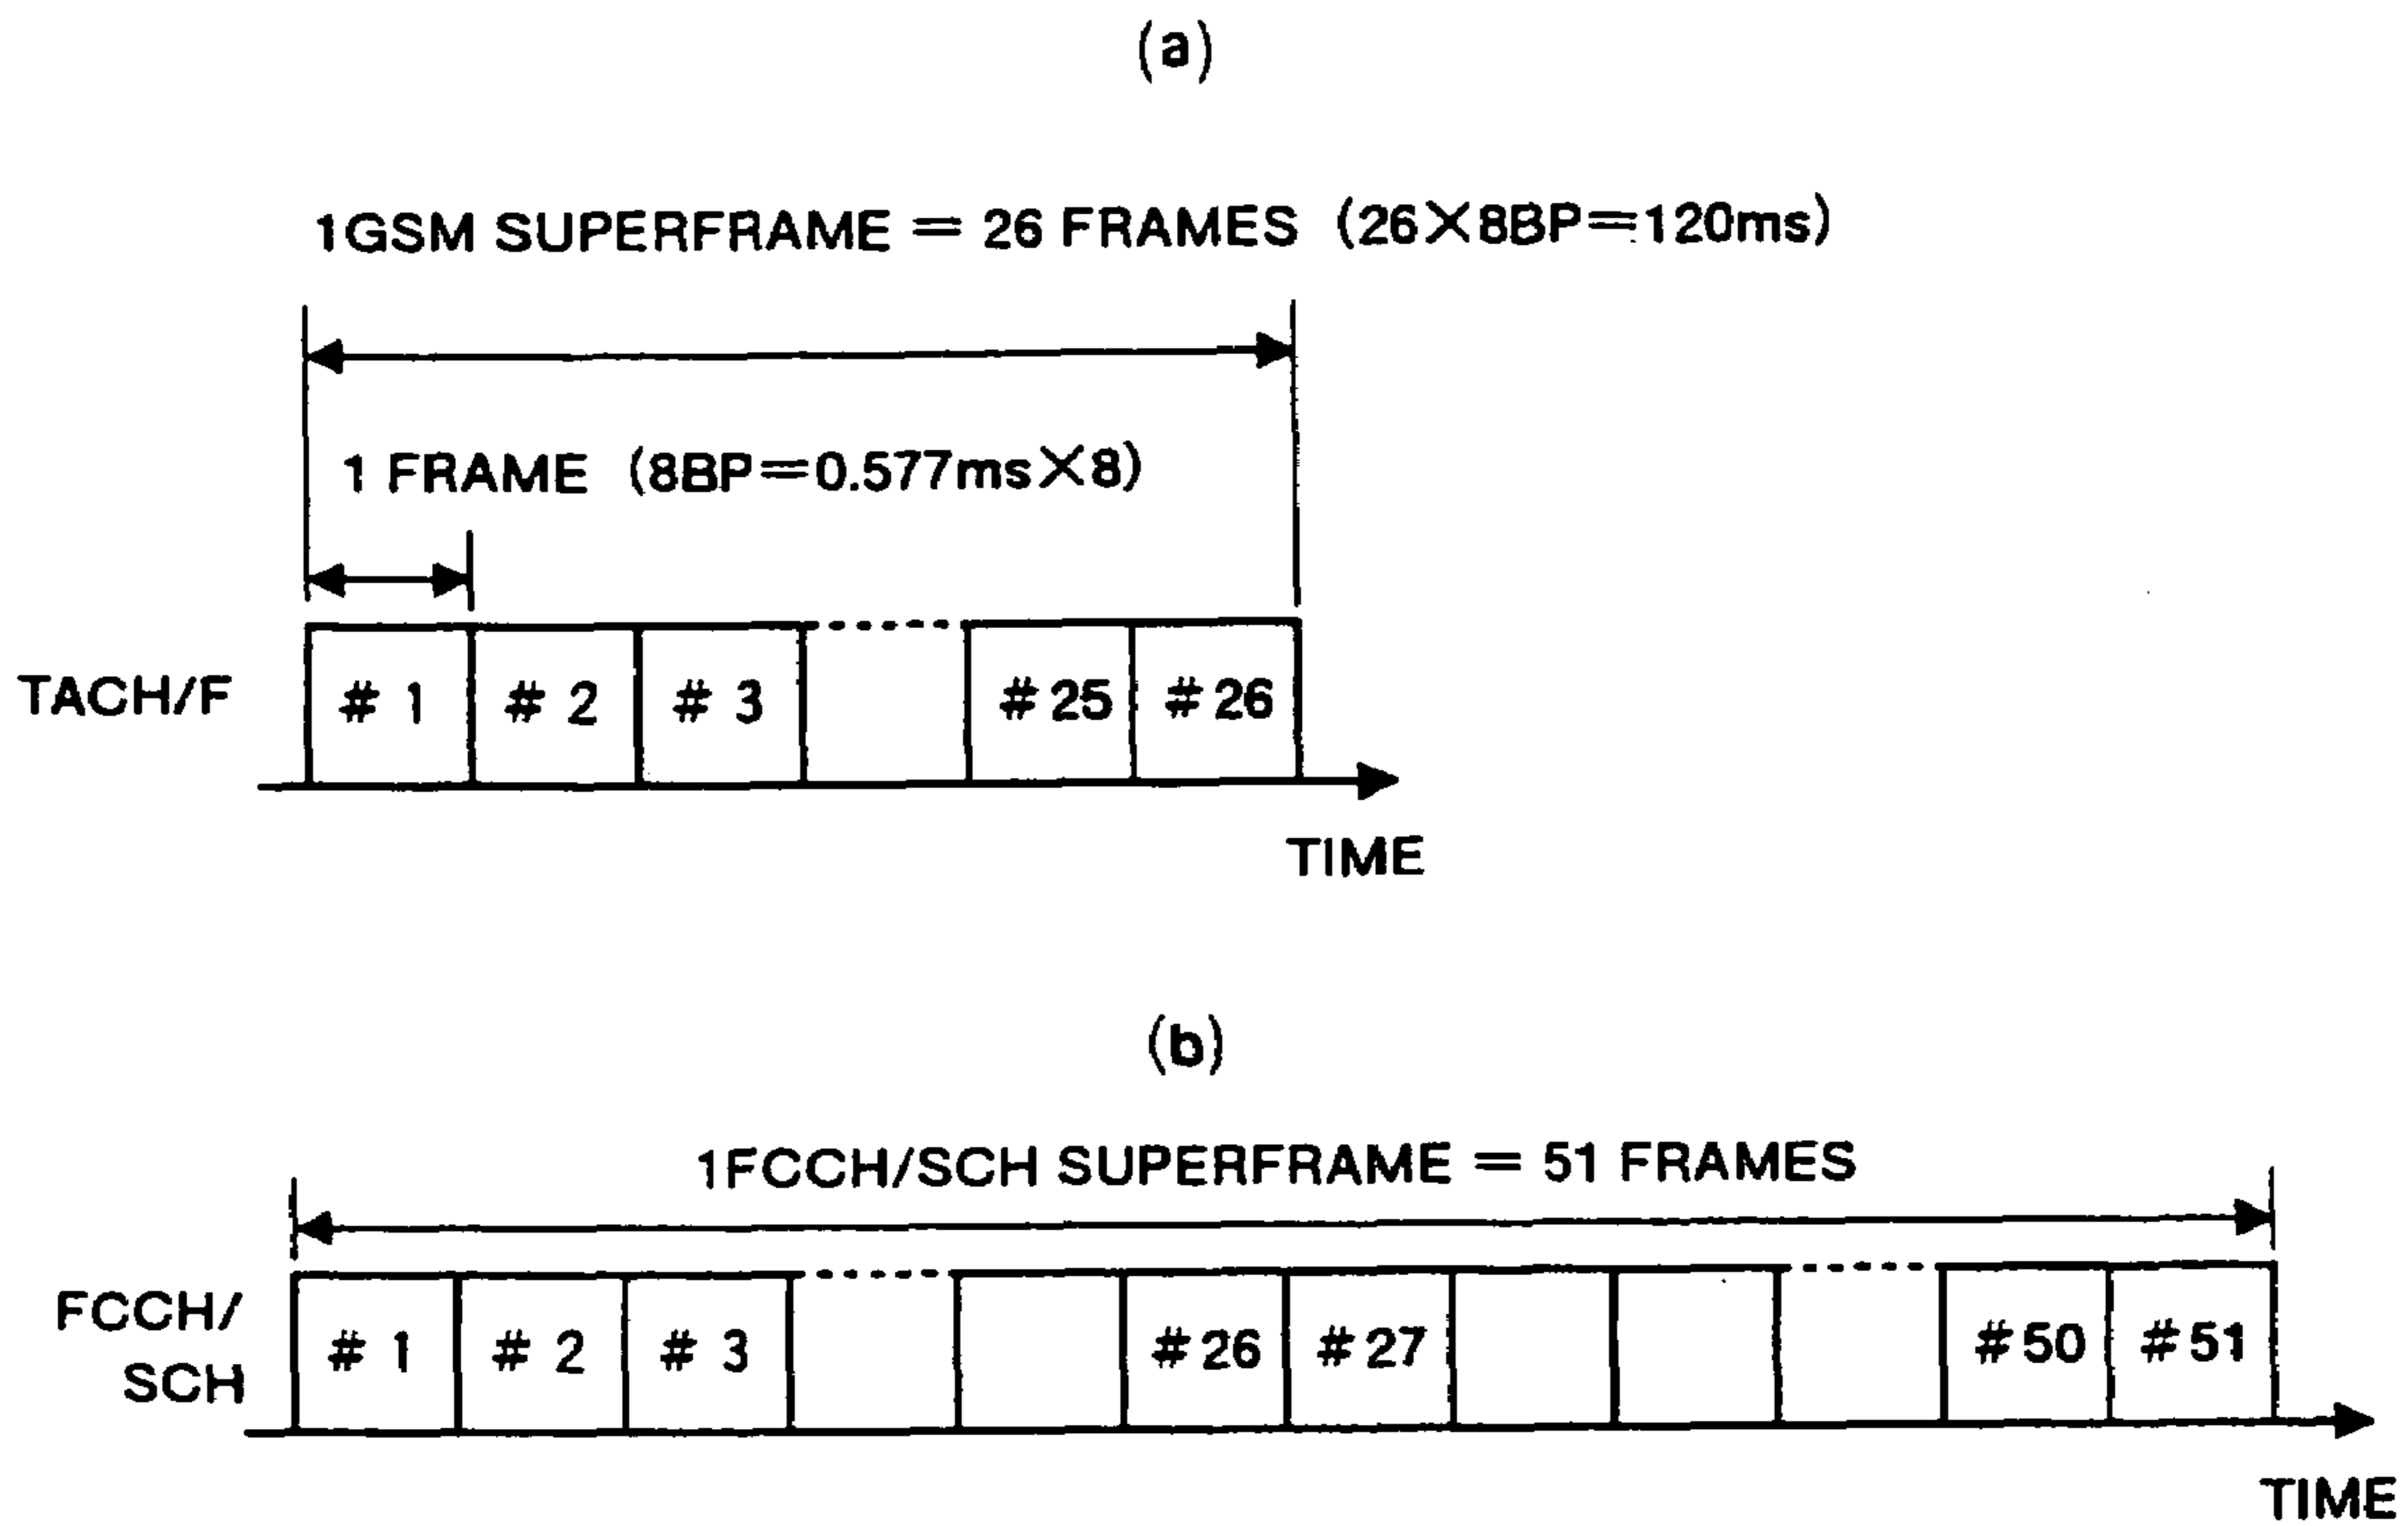 (a)
1GSM SUPERFRAME = 26 FRAMES (26×8BP=120ms)
1 FRAME (8BP=0.577ms×8)
TACH/F
# 1 # 2 # 3 #25 #26
TIME
(b)
1FCCH/SCH SUPERFRAME = 51 FRAMES
FCCH/
SCH
# 1 # 2 # 3 #26 #27 #50 #51
TIME